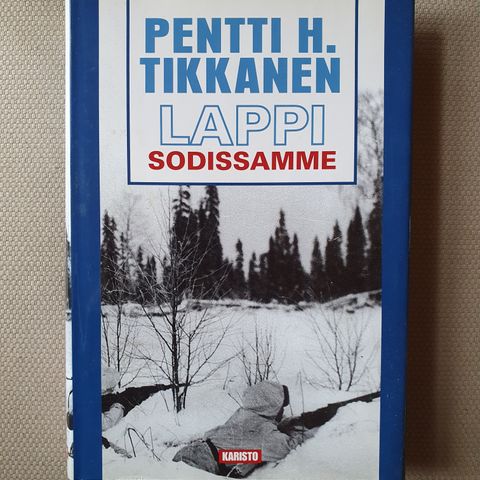 PENTTI H.
TIKKANEN
LAPPI
SODISSAMME
KARISTO